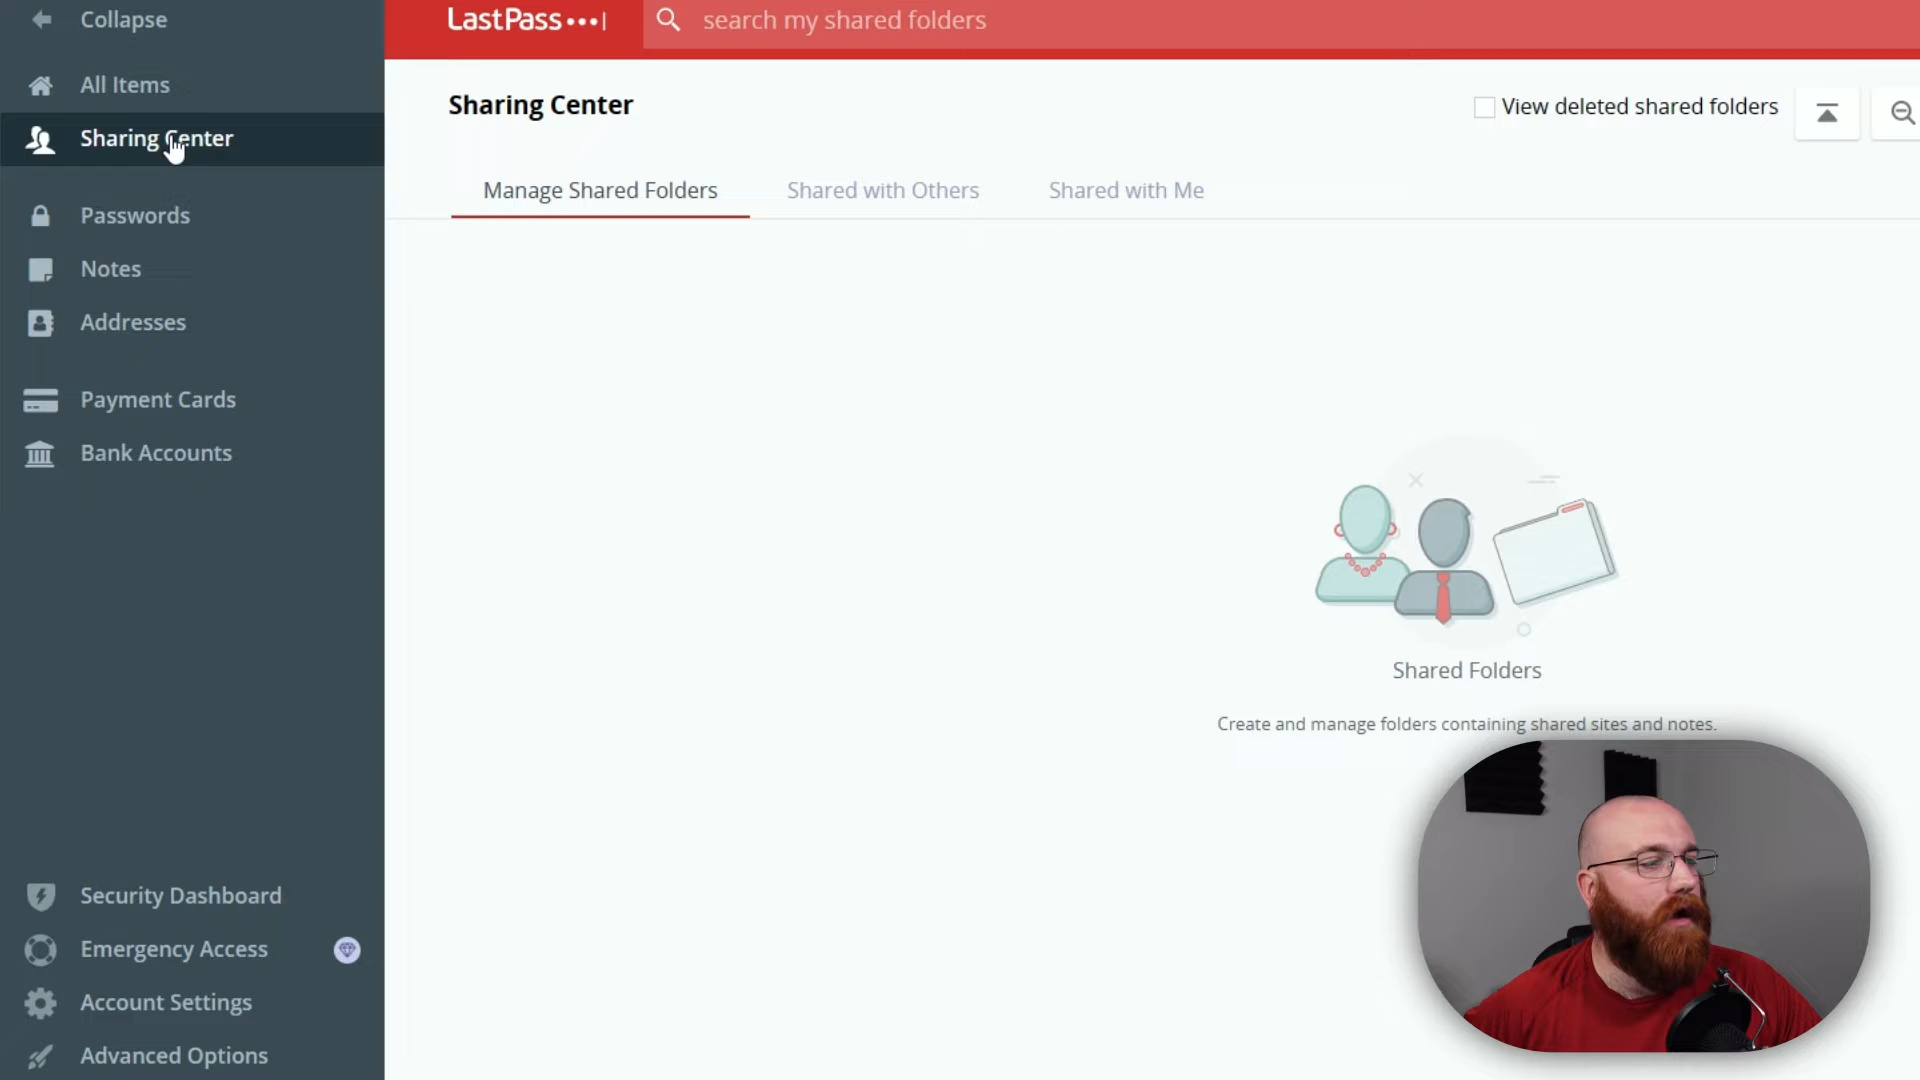 Collapse
All Items
Sharing Center
Passwords
Notes
Addresses
Payment Cards
Bank Accounts
Security Dashboard
Emergency Access
Account Settings
Advanced Options
LastPass
search my shared folders
Sharing Center
View deleted shared folders
Manage Shared Folders
Shared with Others
Shared with Me
Shared Folders
Create and manage folders containing shared sites and notes.